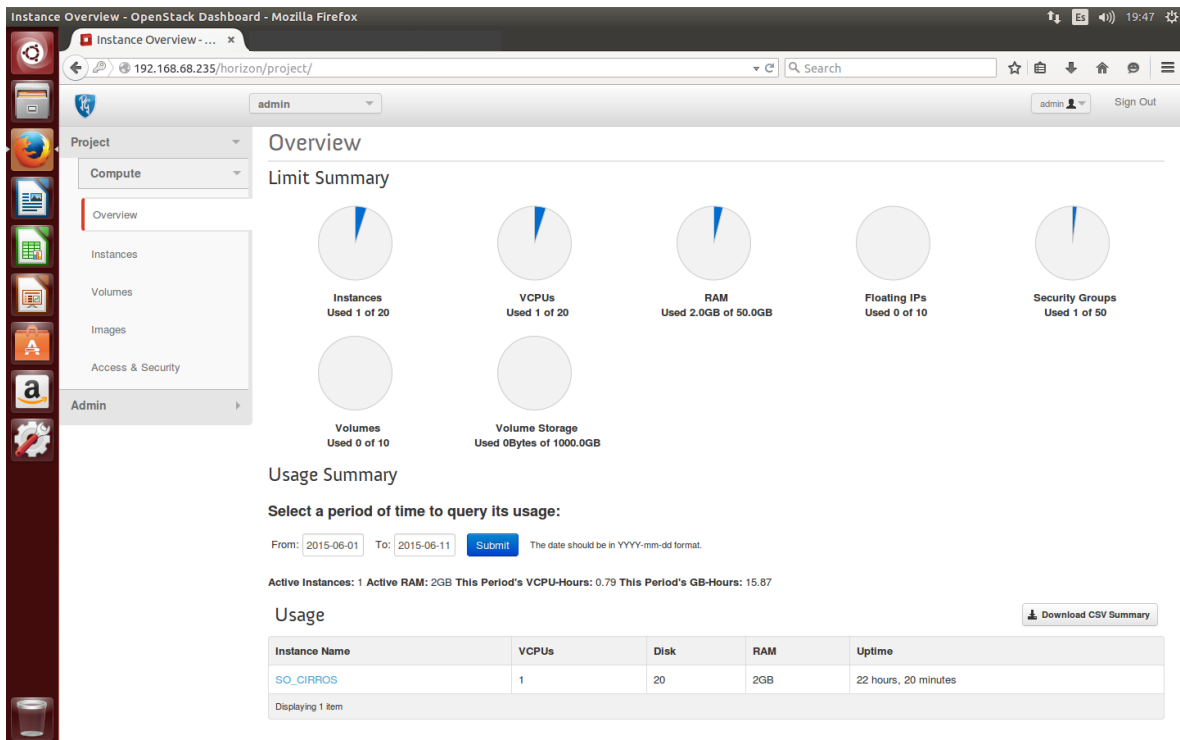 Instance Overview - OpenStack Dashboard - Mozilla Firefox
Es 19:47
Instance Overview - ... ×
192.168.68.235/horizon/project/ Search
admin admin Sign Out
Project
Compute
Overview
Instances
Volumes
Images
Access & Security
Admin
Overview
Limit Summary
Instances
Used 1 of 20
VCPUs
Used 1 of 20
RAM
Used 2.0GB of 50.0GB
Floating IPs
Used 0 of 10
Security Groups
Used 1 of 50
Volumes
Used 0 of 10
Volume Storage
Used 0Bytes of 1000.0GB
Usage Summary
Select a period of time to query its usage:
From: 2015-06-01 To: 2015-06-11 Submit The date should be in YYYY-mm-dd format.
Active Instances: 1 Active RAM: 2GB This Period's VCPU-Hours: 0.79 This Period's GB-Hours: 15.87
Usage Download CSV Summary
Instance Name VCPUs Disk RAM Uptime
SO_CIRROS 1 20 2GB 22 hours, 20 minutes
Displaying 1 item